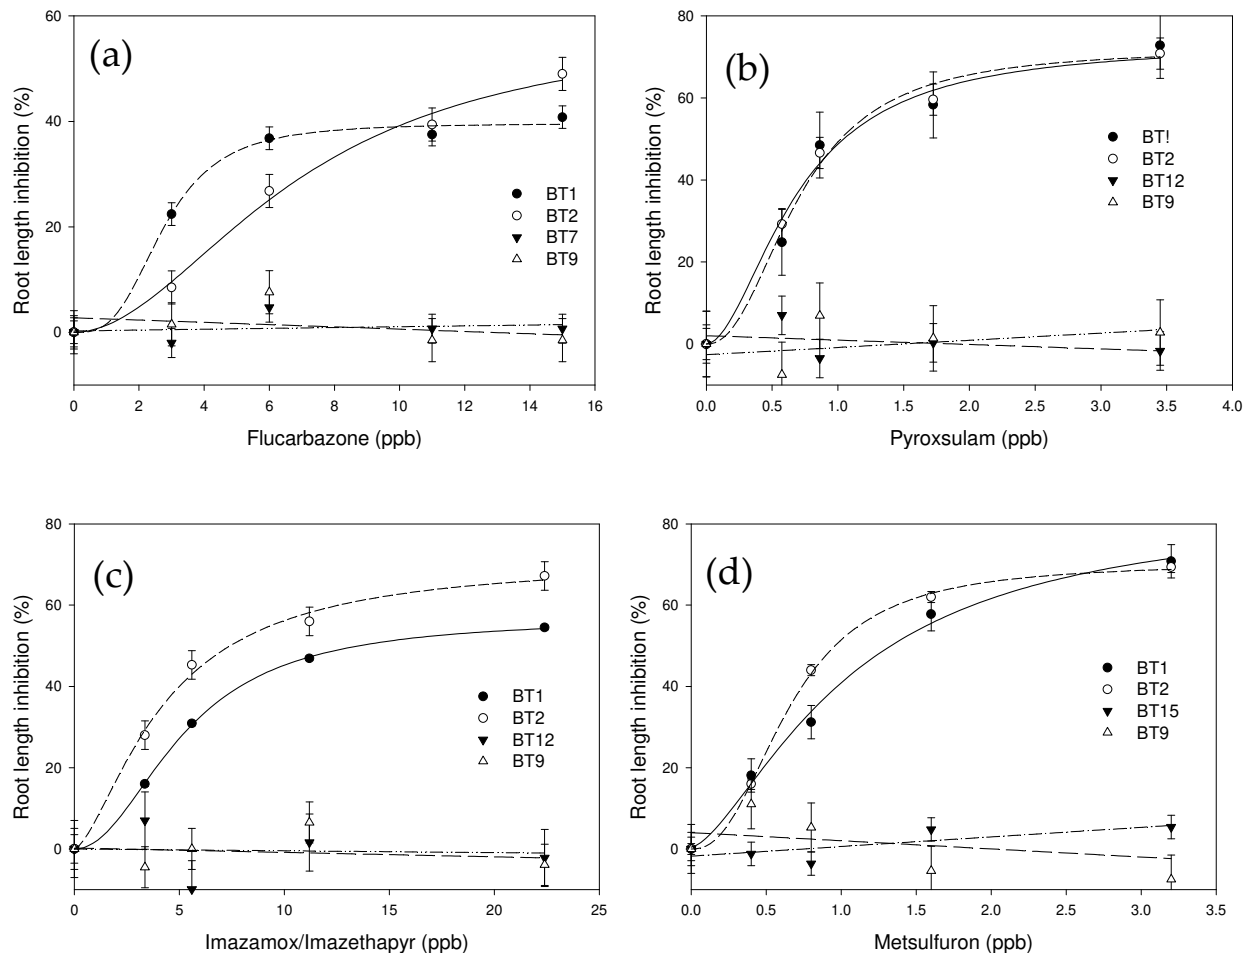 (a)
Root length inhibition (%)
60
40
20
0
BT1
BT2
BT7
BT9
0 2 4 6 8 10 12 14 16
Flucarbazone (ppb)
(b)
Root length inhibition (%)
80
60
40
20
0
BT!
BT2
BT12
BT9
0.0 0.5 1.0 1.5 2.0 2.5 3.0 3.5 4.0
Pyroxsulam (ppb)
(c)
Root length inhibition (%)
80
60
40
20
0
BT1
BT2
BT12
BT9
0 5 10 15 20 25
Imazamox/Imazethapyr (ppb)
(d)
Root length inhibition (%)
80
60
40
20
0
BT1
BT2
BT15
BT9
0.0 0.5 1.0 1.5 2.0 2.5 3.0 3.5
Metsulfuron (ppb)